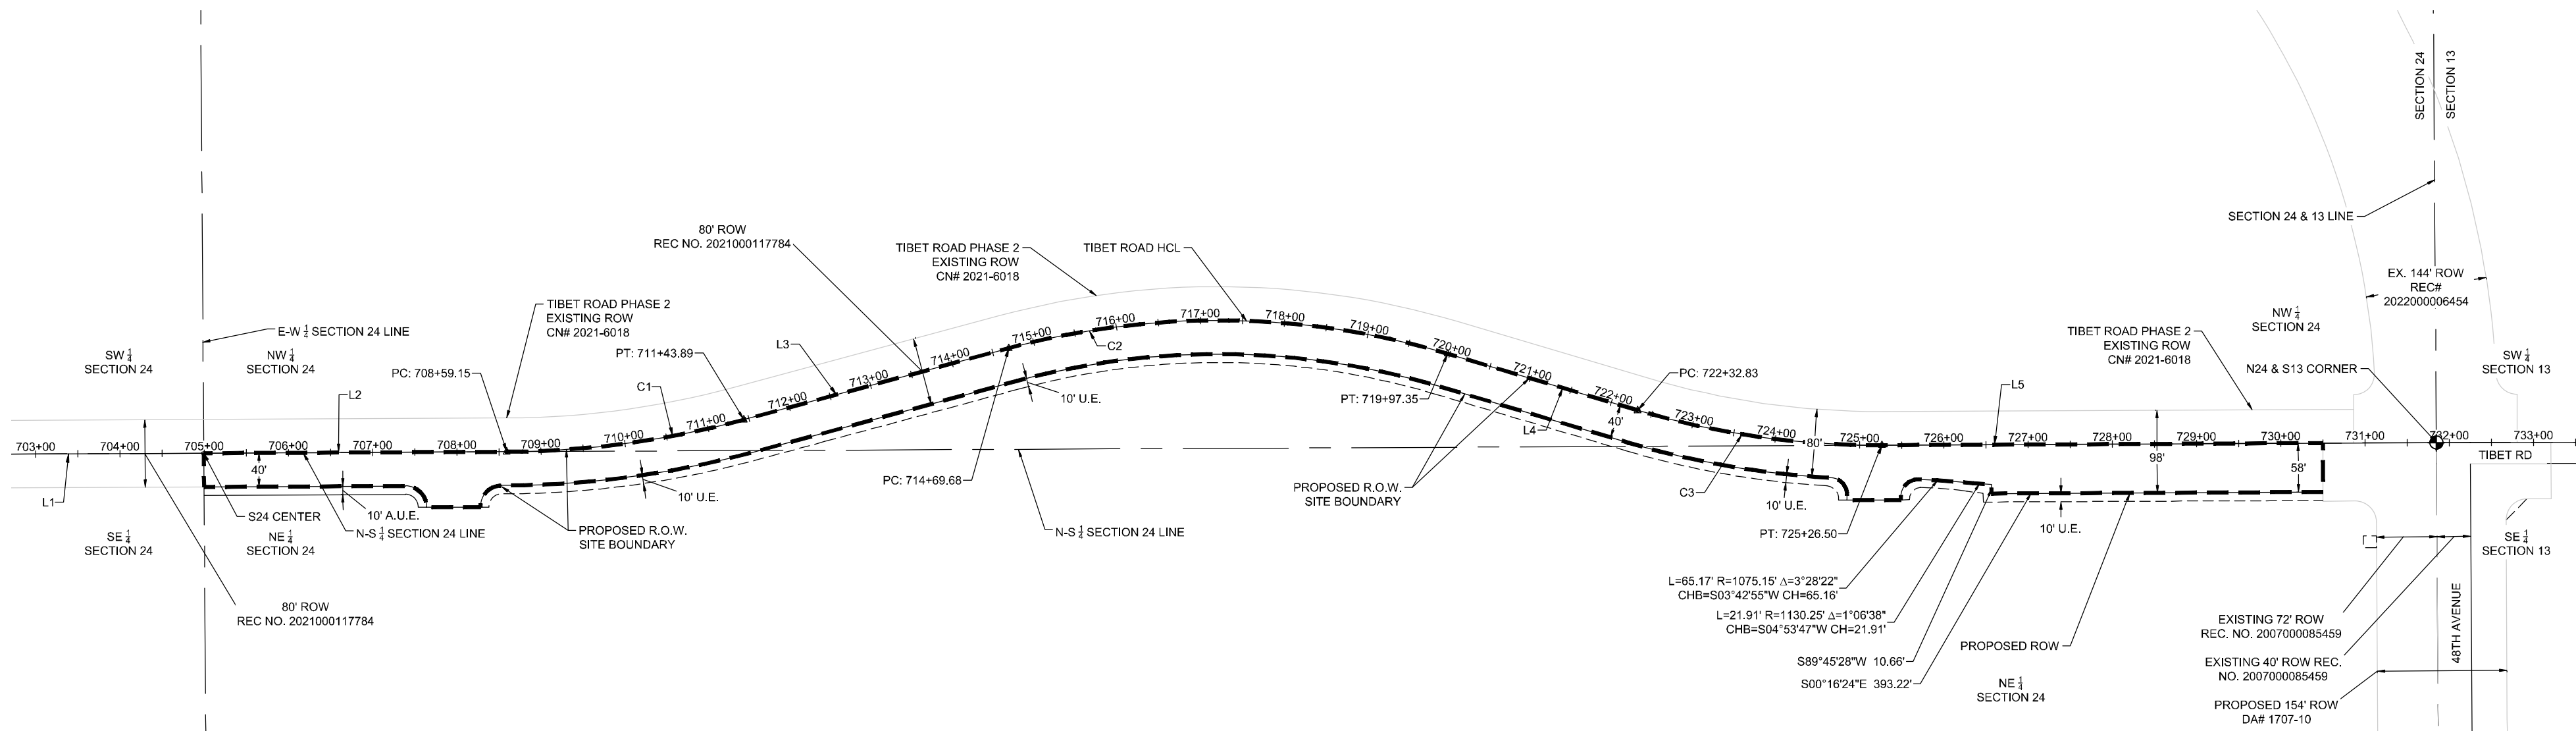 SECTION 24
SECTION 13
SECTION 24 & 13 LINE
80' ROW
REC NO. 2021000117784
TIBET ROAD PHASE 2
EXISTING ROW
CN# 2021-6018
TIBET ROAD HCL
EX. 144' ROW
REC#
2022000006454
TIBET ROAD PHASE 2
EXISTING ROW
CN# 2021-6018
E-W 1/4 SECTION 24 LINE
SW 1/4
SECTION 24
NW 1/4
SECTION 24
PT: 711+43.89
L3
C2
PC: 708+59.15
L2
C1
10' U.E.
PT: 719+97.35
PC: 722+32.83
L5
NW 1/4
SECTION 24
TIBET ROAD PHASE 2
EXISTING ROW
CN# 2021-6018
N24 & S13 CORNER
SW 1/4
SECTION 13
703+00
704+00
705+00
706+00
707+00
708+00
709+00
710+00
711+00
712+00
713+00
714+00
715+00
716+00
717+00
718+00
719+00
720+00
721+00
722+00
723+00
724+00
725+00
726+00
727+00
728+00
729+00
730+00
731+00
732+00
733+00
TIBET RD
40'
L4
40'
80'
98'
58'
L1
10' A.U.E.
S24 CENTER
N-S 1/4 SECTION 24 LINE
10' U.E.
PC: 714+69.68
PROPOSED R.O.W.
SITE BOUNDARY
N-S 1/4 SECTION 24 LINE
PROPOSED R.O.W.
SITE BOUNDARY
C3
10' U.E.
PT: 725+26.50
10' U.E.
SE 1/4
SECTION 24
NE 1/4
SECTION 24
SE 1/4
SECTION 13
80' ROW
REC NO. 2021000117784
L=65.17' R=1075.15' Δ=3°28'22"
CHB=S03°42'55"W CH=65.16'
L=21.91' R=1130.25' Δ=1°06'38"
CHB=S04°53'47"W CH=21.91'
S89°45'28"W 10.66'
S00°16'24"E 393.22'
PROPOSED ROW
NE 1/4
SECTION 24
48TH AVENUE
EXISTING 72' ROW
REC. NO. 2007000085459
EXISTING 40' ROW REC.
NO. 2007000085459
PROPOSED 154' ROW
DA# 1707-10